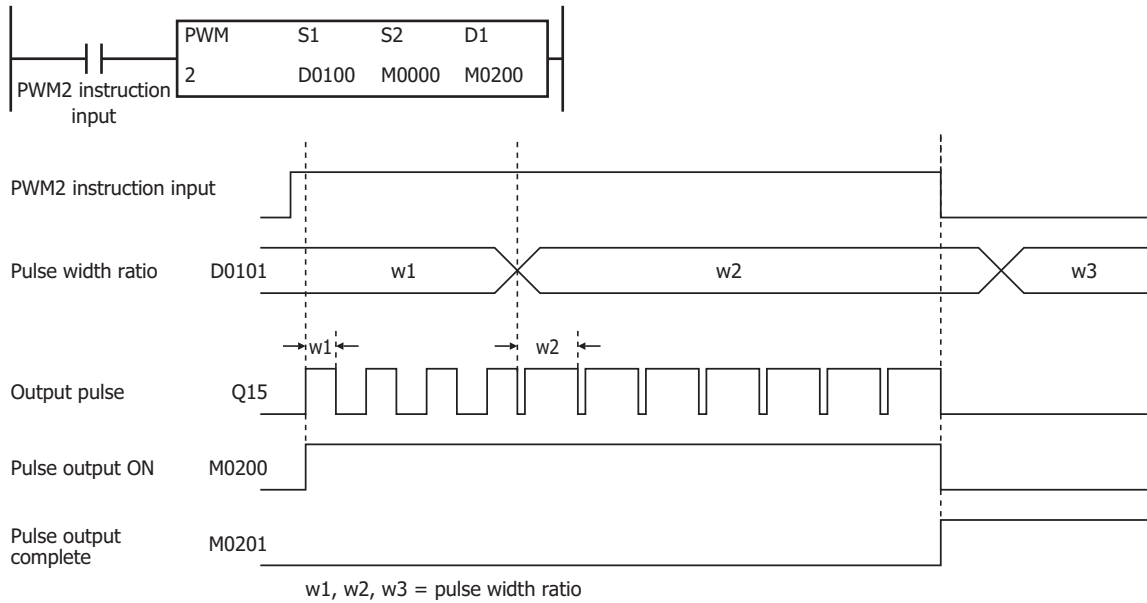 PWM S1 S2 D1
2 D0100 M0000 M0200
PWM2 instruction
input
PWM2 instruction input
Pulse width ratio D0101 w1 w2 w3
w1 w2
Output pulse Q15
Pulse output ON M0200
Pulse output
complete M0201
w1, w2, w3 = pulse width ratio